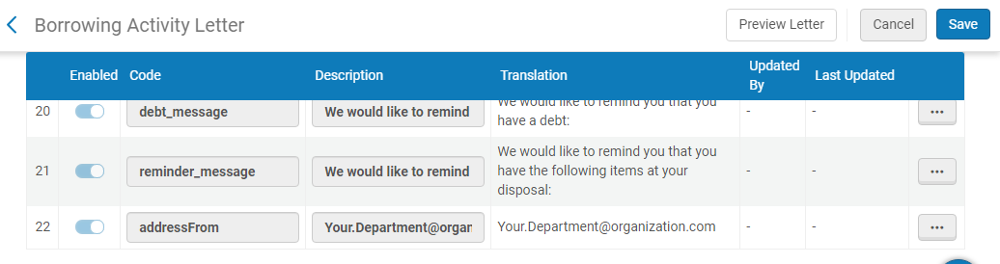 Borrowing Activity Letter
Preview Letter
Cancel
Save
Enabled Code Description Translation Updated By Last Updated
20 debt_message We would like to remind We would like to remind you that you
have a debt: - -
21 reminder_message We would like to remind We would like to remind you that you
have the following items at your
disposal: - -
22 addressFrom Your.Department@organ Your.Department@organization.com - -